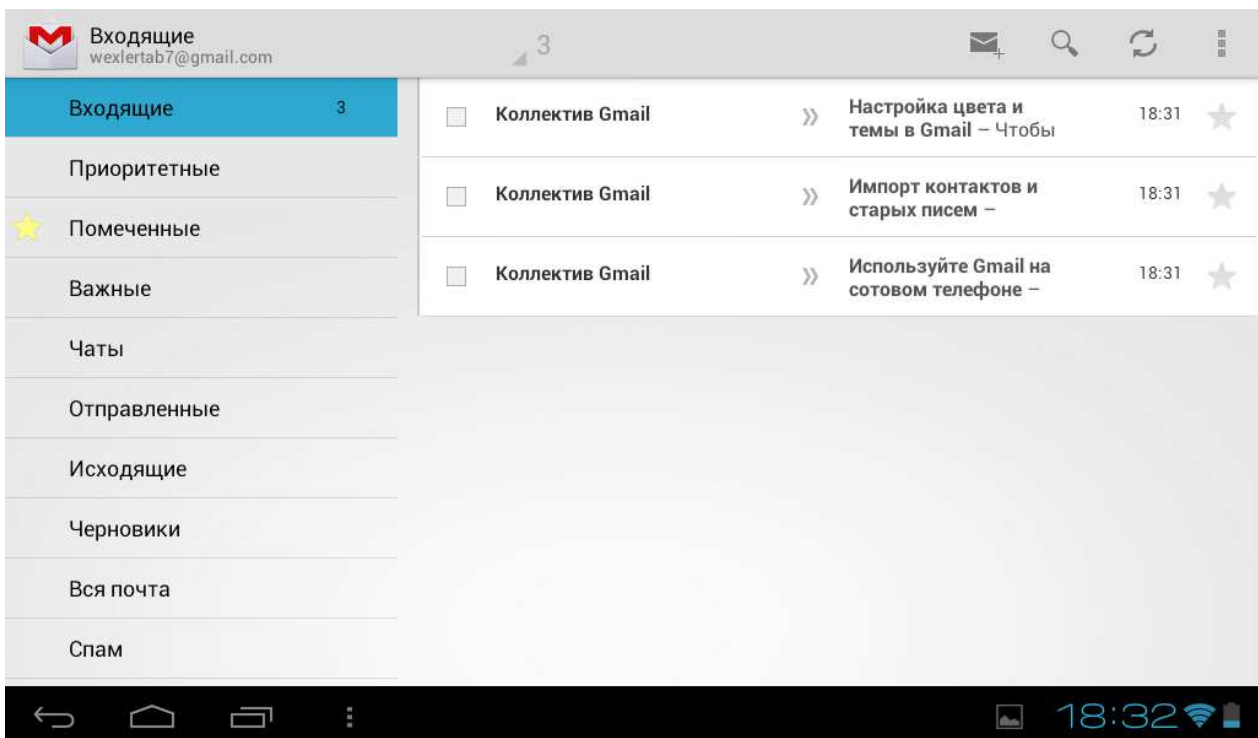 Входящие
wexlertab7@gmail.com
3
Входящие 3
Приоритетные
Помеченные
Важные
Чаты
Отправленные
Исходящие
Черновики
Вся почта
Спам
Коллектив Gmail
Настройка цвета и
темы в Gmail – Чтобы
18:31
Коллектив Gmail
Импорт контактов и
старых писем –
18:31
Коллектив Gmail
Используйте Gmail на
сотовом телефоне –
18:31
18:32